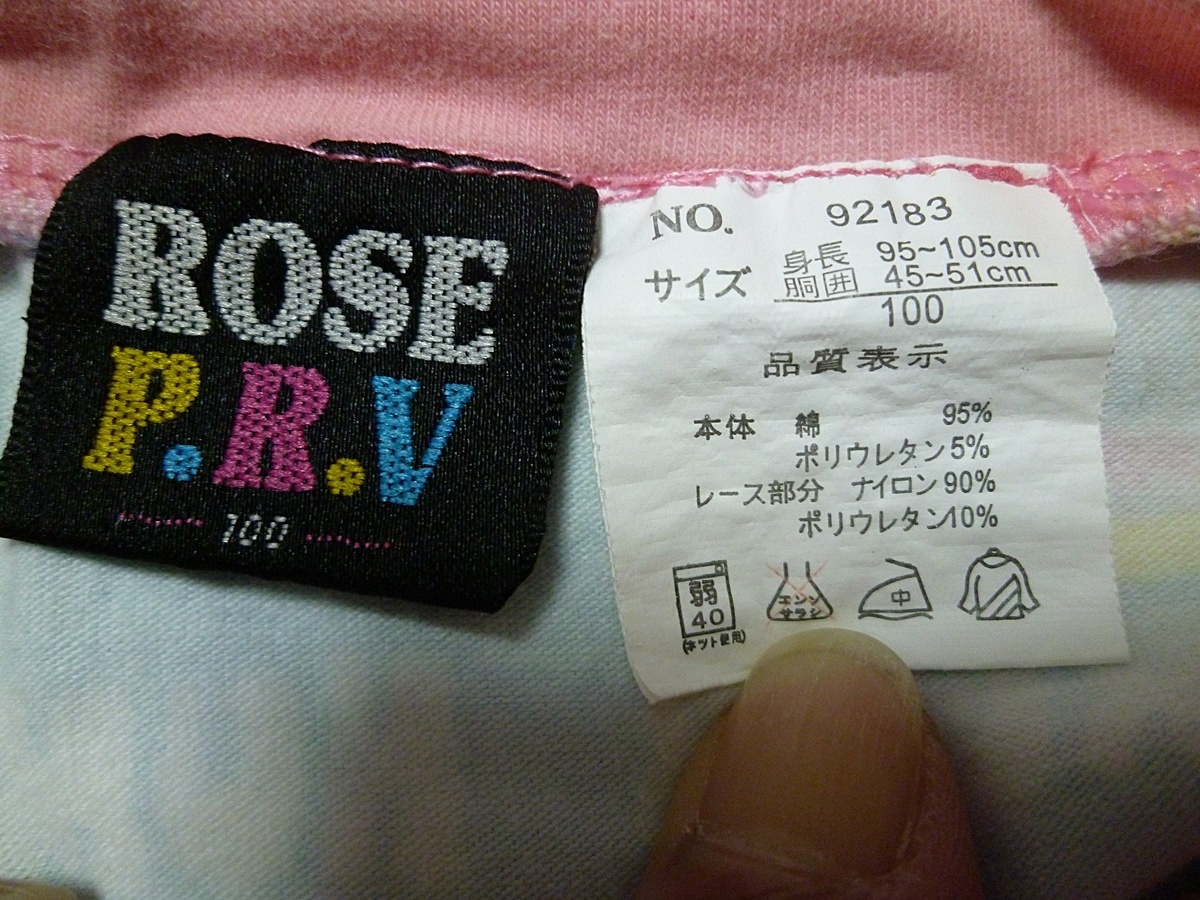 ROSE
P.R.V
100
NO. 92183
サイズ 身長 95~105cm
胴囲 45~51cm
100
品質表示
本体 綿 95%
ポリウレタン5%
レース部分 ナイロン90%
ポリウレタン10%
弱
40
(ネット使用)
エンソ
サラシ
中